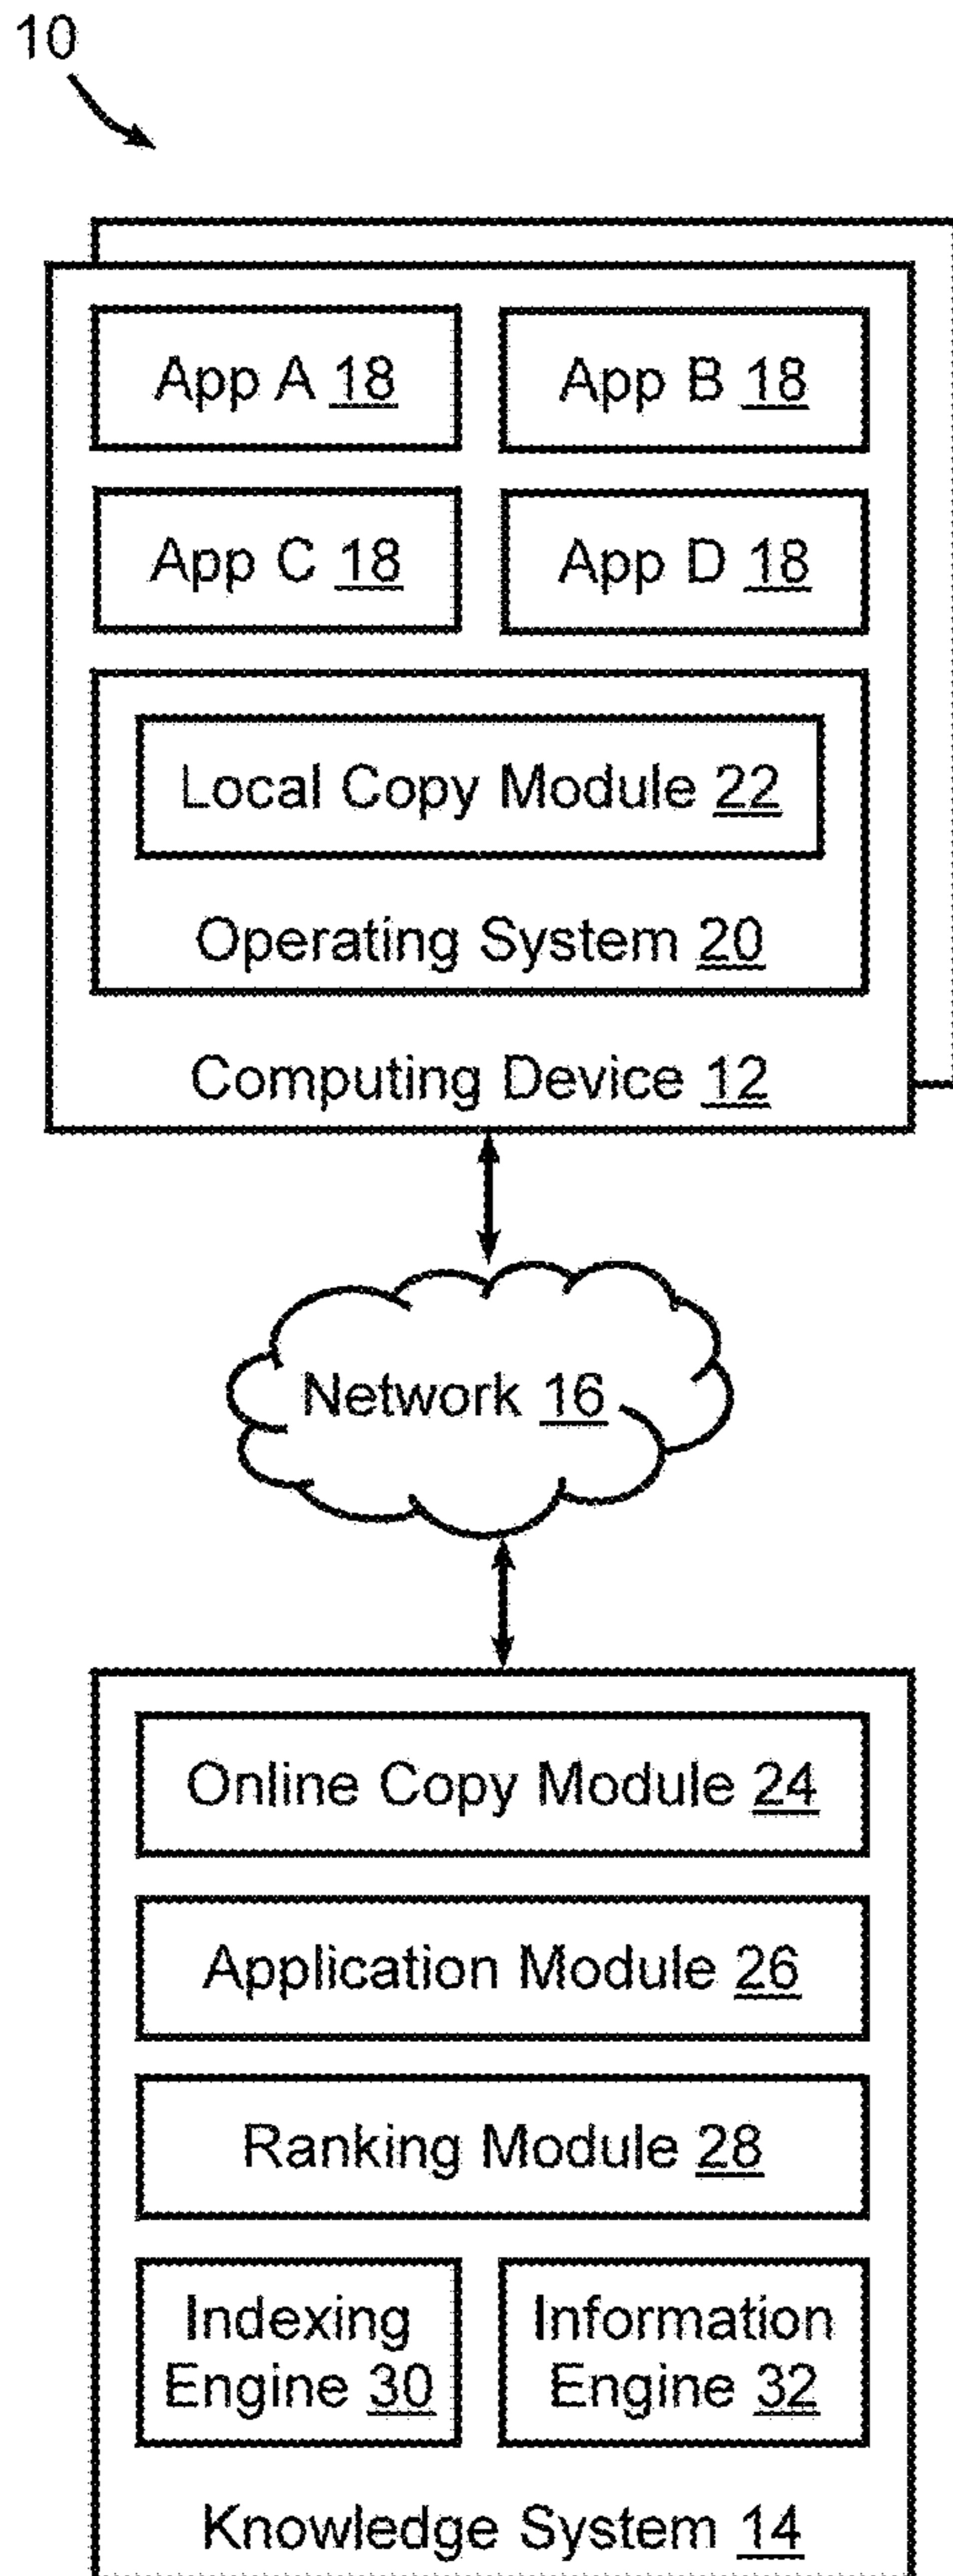 10
App A 18
App B 18
App C 18
App D 18
Local Copy Module 22
Operating System 20
Computing Device 12
Network 16
Online Copy Module 24
Application Module 26
Ranking Module 28
Indexing
Engine 30
Information
Engine 32
Knowledge System 14